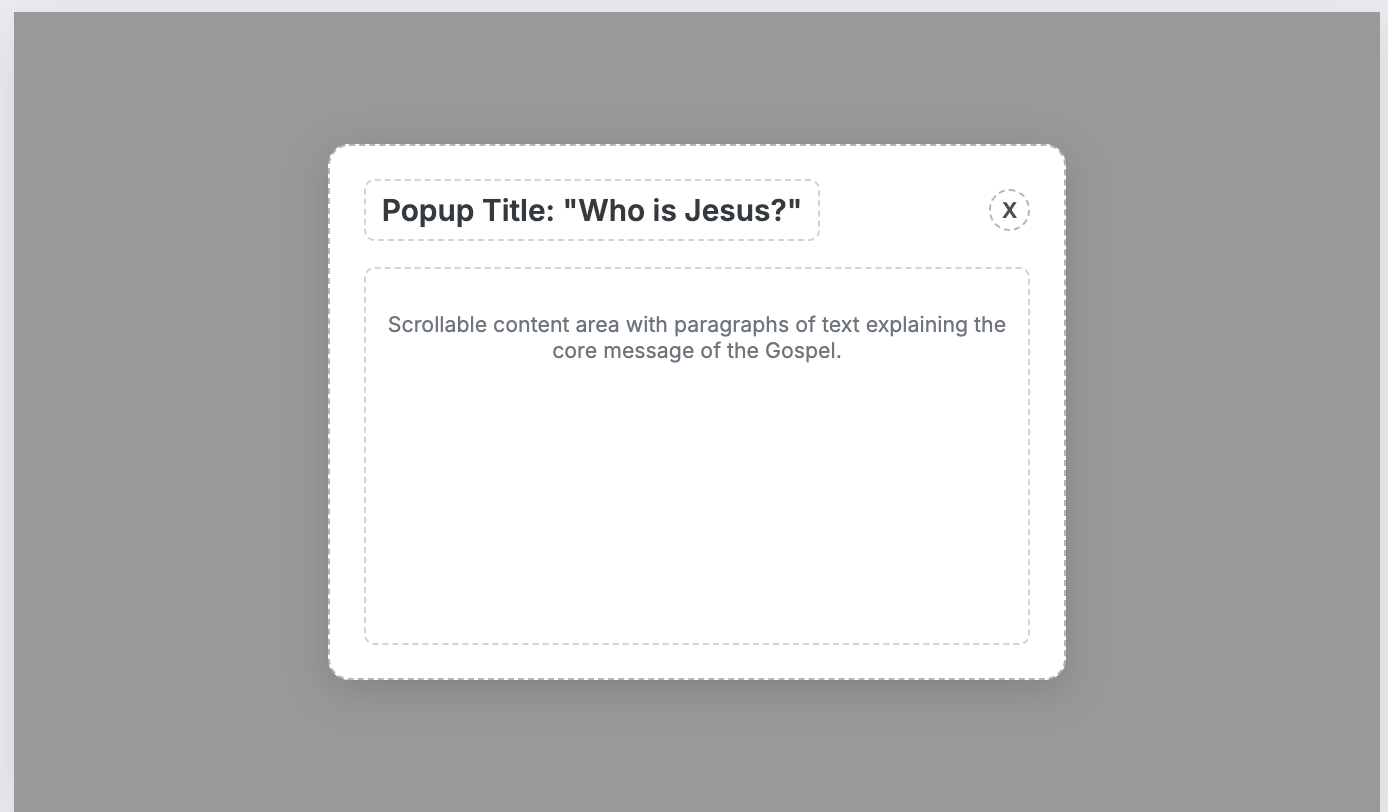 Popup Title: "Who is Jesus?"
X
Scrollable content area with paragraphs of text explaining the
core message of the Gospel.